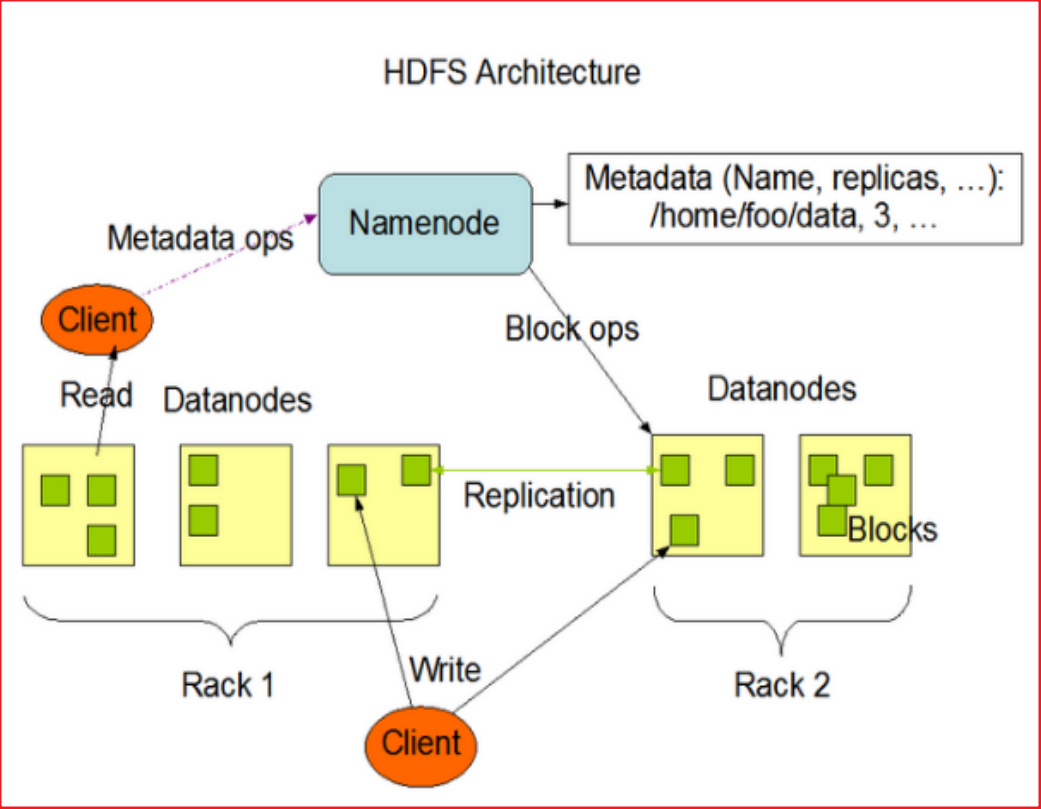 HDFS Architecture
Metadata (Name, replicas, …):
/home/foo/data, 3, …
Namenode
Metadata ops
Client
Block ops
Read
Datanodes
Datanodes
Replication
Blocks
Rack 1
Write
Rack 2
Client